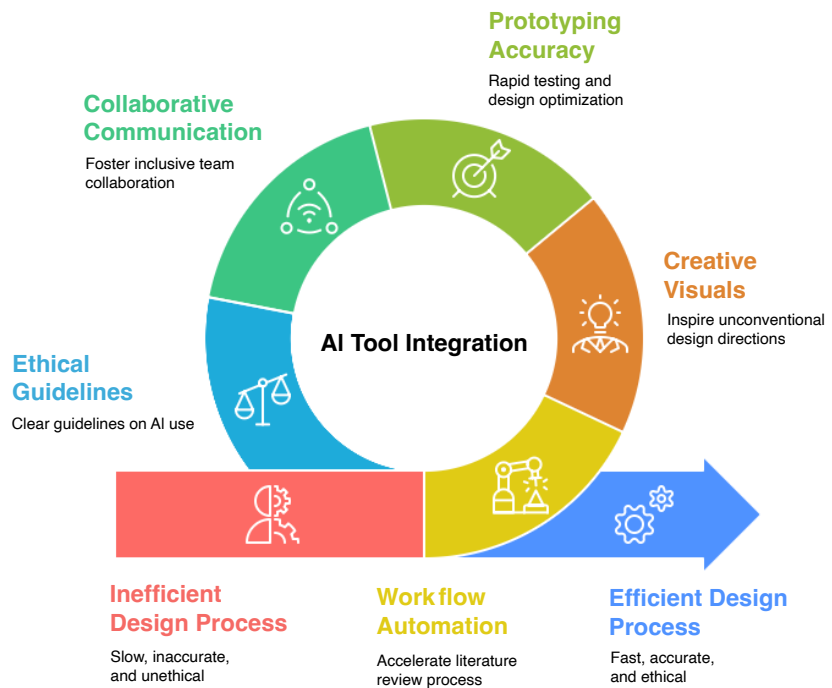 Prototyping
Accuracy
Rapid testing and
design optimization
Collaborative
Communication
Foster inclusive team
collaboration
Creative
Visuals
Inspire unconventional
design directions
AI Tool Integration
Ethical
Guidelines
Clear guidelines on AI use
Inefficient
Design Process
Slow, inaccurate,
and unethical
Workflow
Automation
Accelerate literature
review process
Efficient Design
Process
Fast, accurate,
and ethical